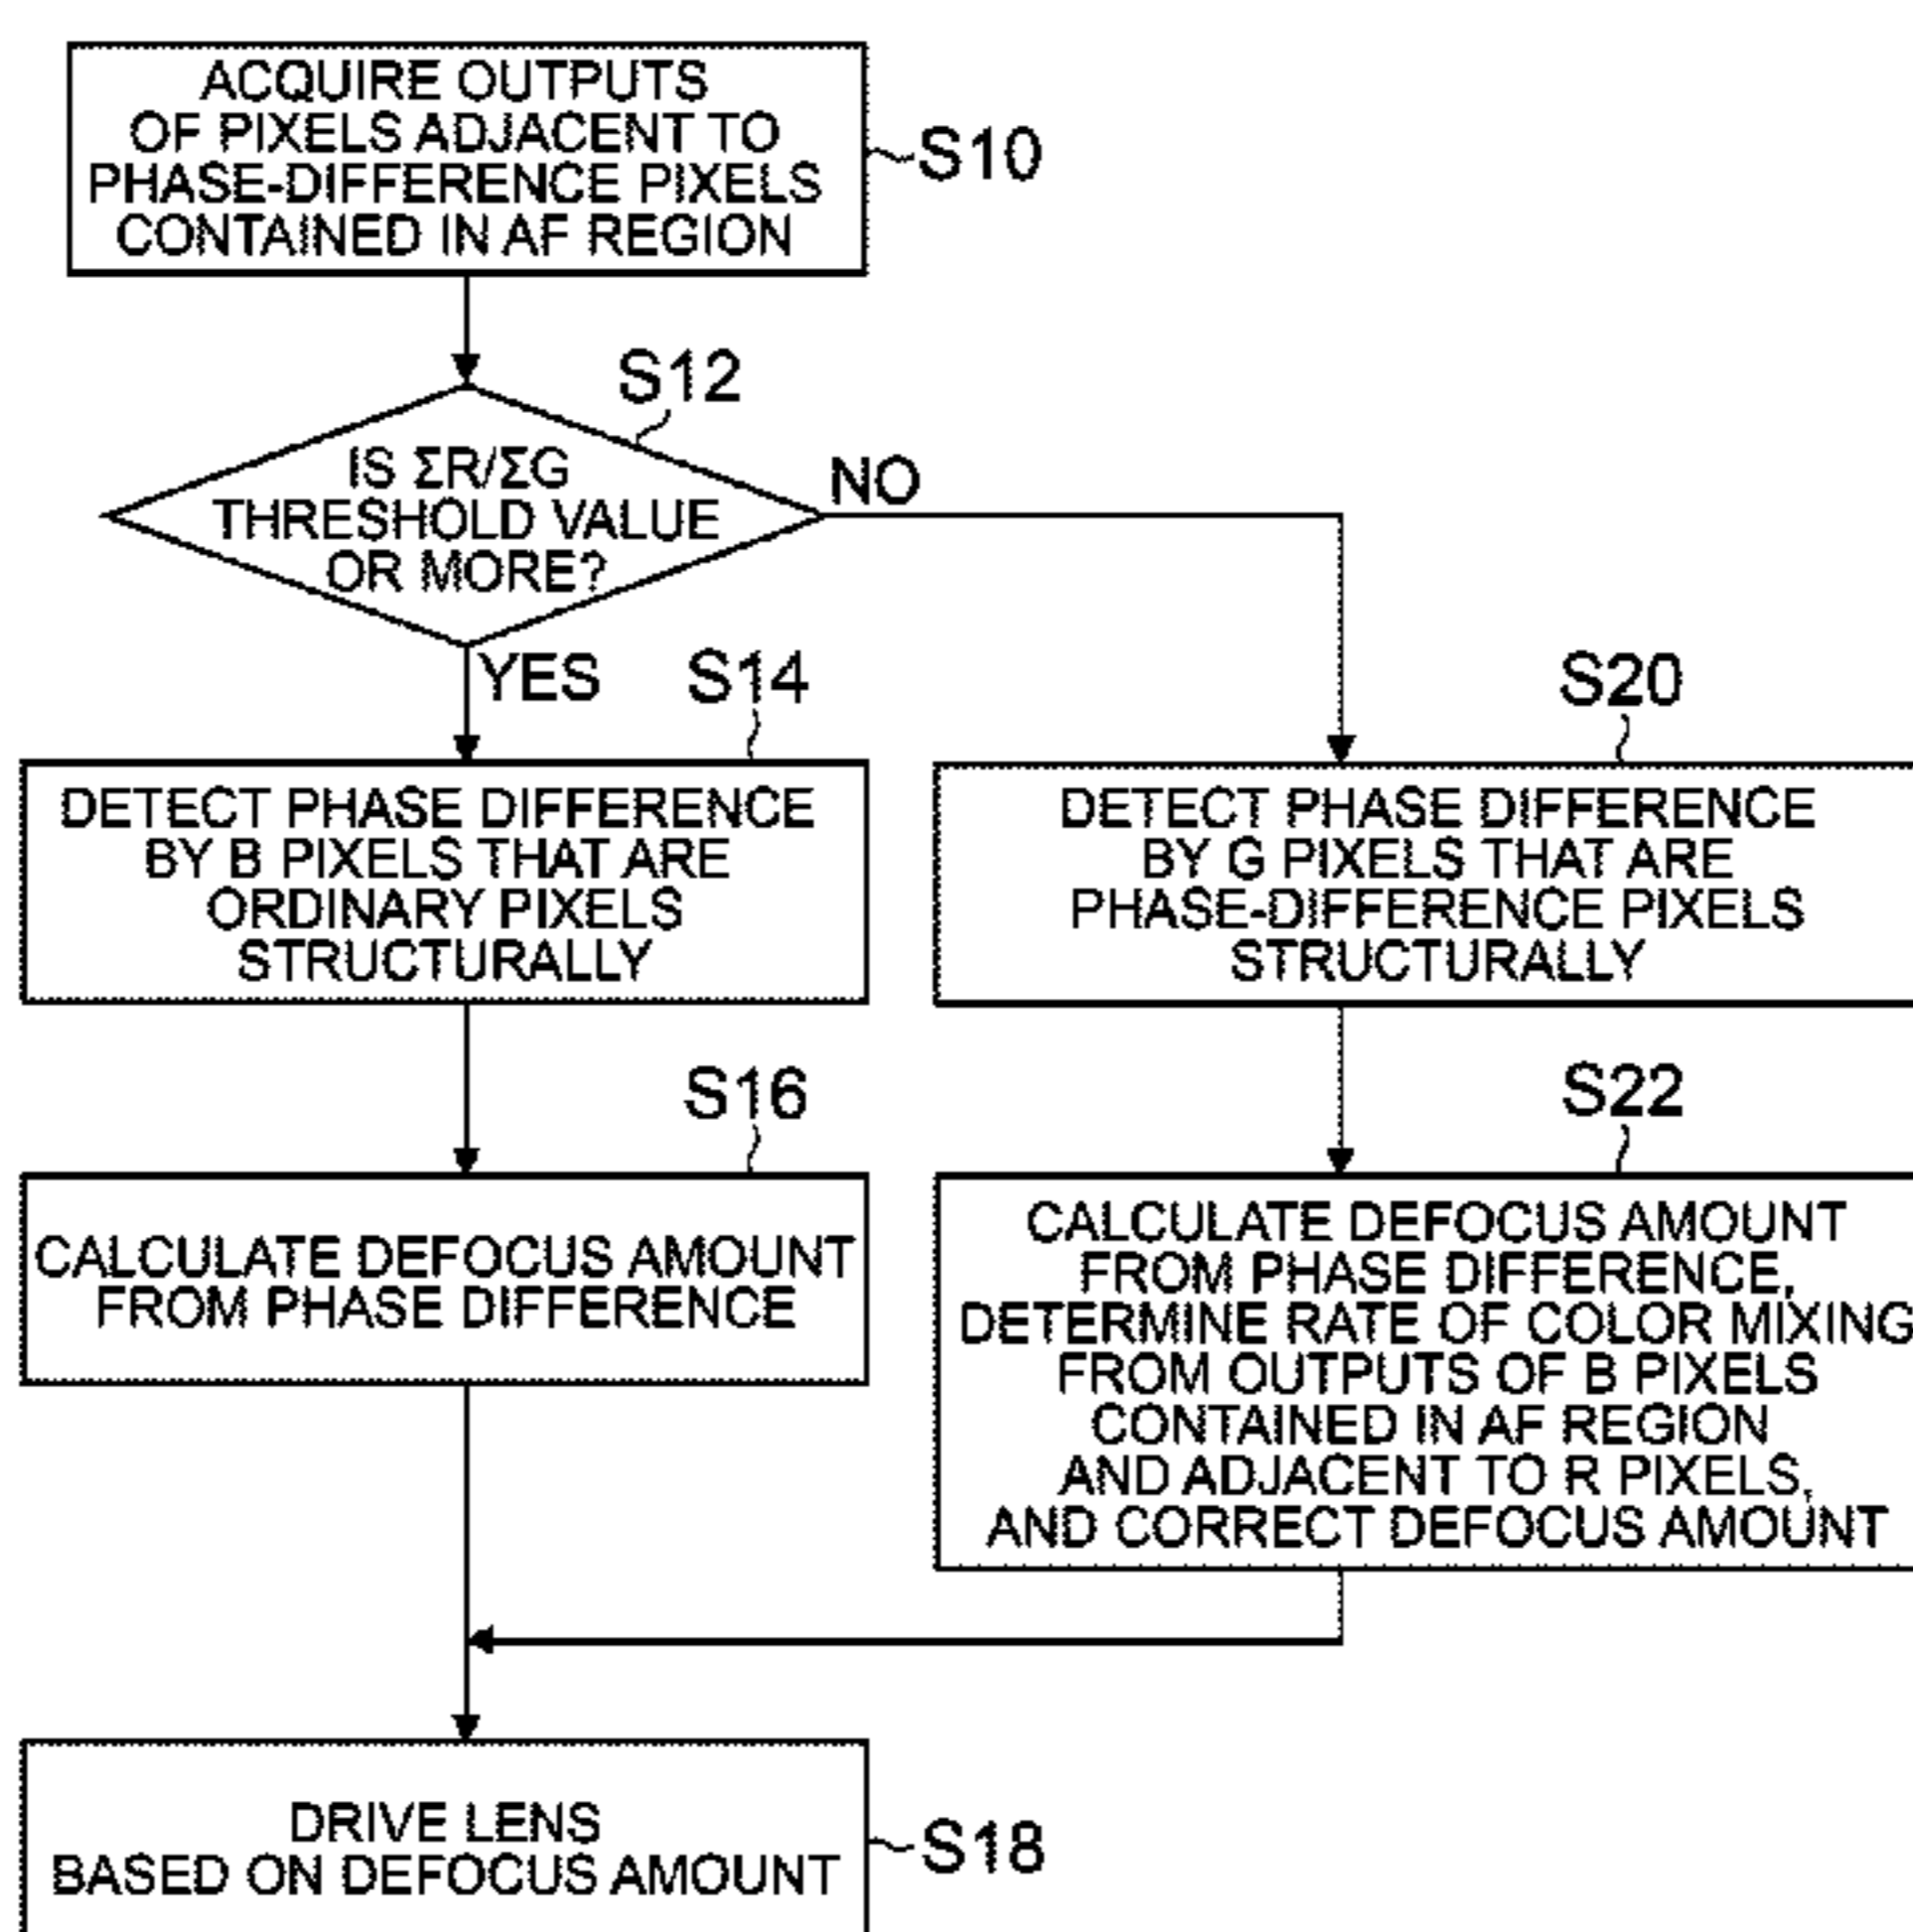 ACQUIRE OUTPUTS
OF PIXELS ADJACENT TO
PHASE-DIFFERENCE PIXELS
CONTAINED IN AF REGION
S10
S12
IS ΣR/ΣG
THRESHOLD VALUE
OR MORE?
NO
YES
S14
DETECT PHASE DIFFERENCE
BY B PIXELS THAT ARE
ORDINARY PIXELS
STRUCTURALLY
S20
DETECT PHASE DIFFERENCE
BY G PIXELS THAT ARE
PHASE-DIFFERENCE PIXELS
STRUCTURALLY
S16
CALCULATE DEFOCUS AMOUNT
FROM PHASE DIFFERENCE
S22
CALCULATE DEFOCUS AMOUNT
FROM PHASE DIFFERENCE,
DETERMINE RATE OF COLOR MIXING
FROM OUTPUTS OF B PIXELS
CONTAINED IN AF REGION
AND ADJACENT TO R PIXELS,
AND CORRECT DEFOCUS AMOUNT
DRIVE LENS
BASED ON DEFOCUS AMOUNT
S18